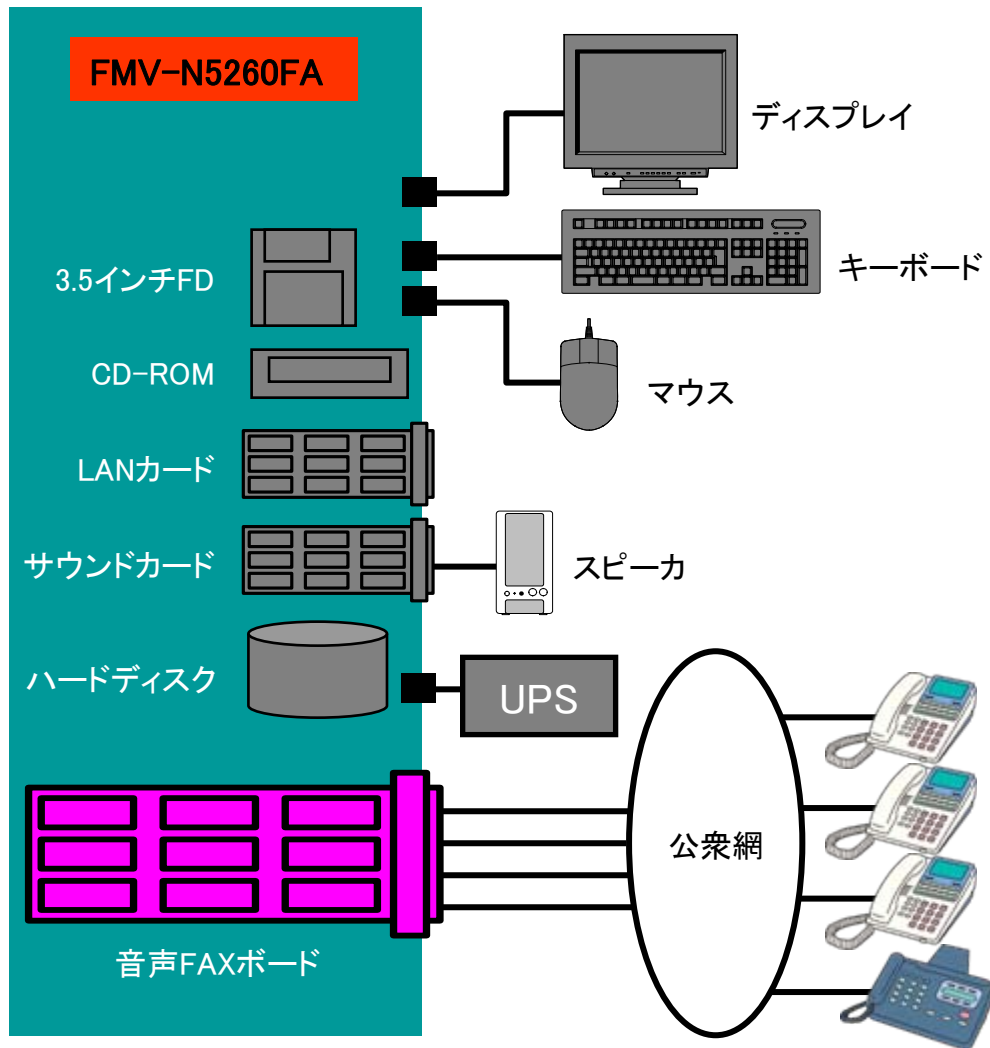 FMV-N5260FA
ディスプレイ
3.5インチFD
キーボード
CD-ROM
マウス
LANカード
サウンドカード
スピーカ
ハードディスク
UPS
公衆網
音声FAXボード